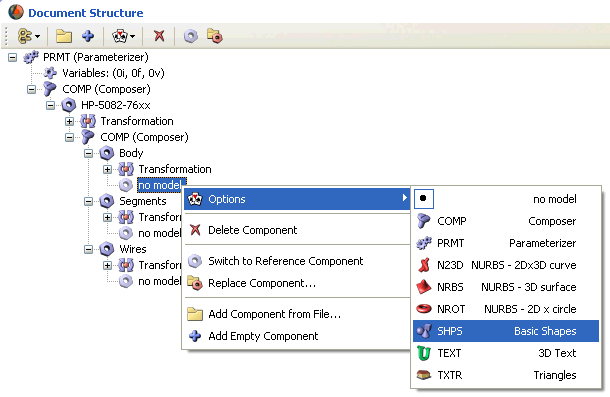 Document Structure
PRMT (Parameterizer)
Variables: (0i, 0f, 0v)
COMP (Composer)
HP-5082-76xx
Transformation
COMP (Composer)
Body
Transformation
no model
Segments
Transfor
no mode
Wires
Transfor
no mode
Options
Delete Component
Switch to Reference Component
Replace Component...
Add Component from File...
Add Empty Component
no model
COMP Composer
PRMT Parameterizer
N23D NURBS - 2Dx3D curve
NRBS NURBS - 3D surface
NROT NURBS - 2D x circle
SHPS Basic Shapes
TEXT 3D Text
TXTR Triangles